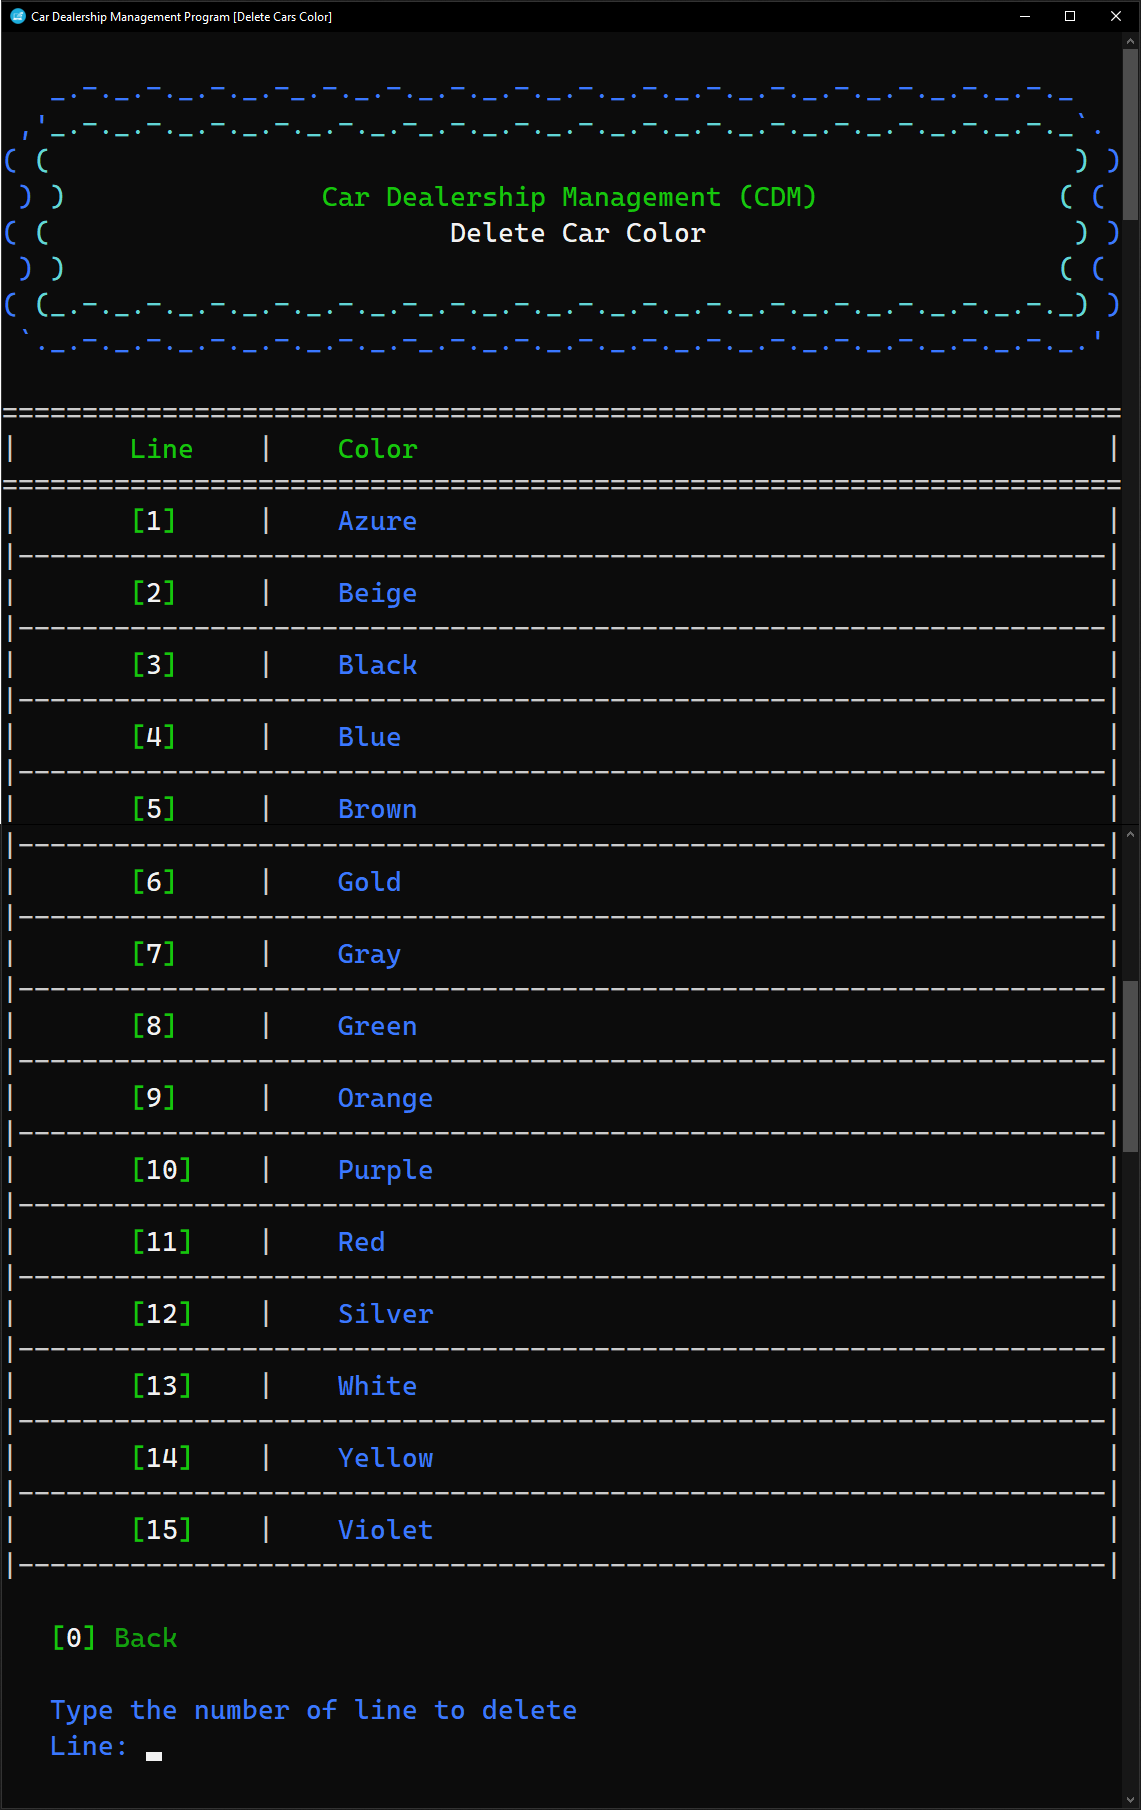 Car Dealership Management Program [Delete Cars Color]
Car Dealership Management (CDM)
Delete Car Color
| Line | Color |
| [1] | Azure |
| [2] | Beige |
| [3] | Black |
| [4] | Blue |
| [5] | Brown |
| [6] | Gold |
| [7] | Gray |
| [8] | Green |
| [9] | Orange |
| [10] | Purple |
| [11] | Red |
| [12] | Silver |
| [13] | White |
| [14] | Yellow |
| [15] | Violet |
[0] Back
Type the number of line to delete
Line: